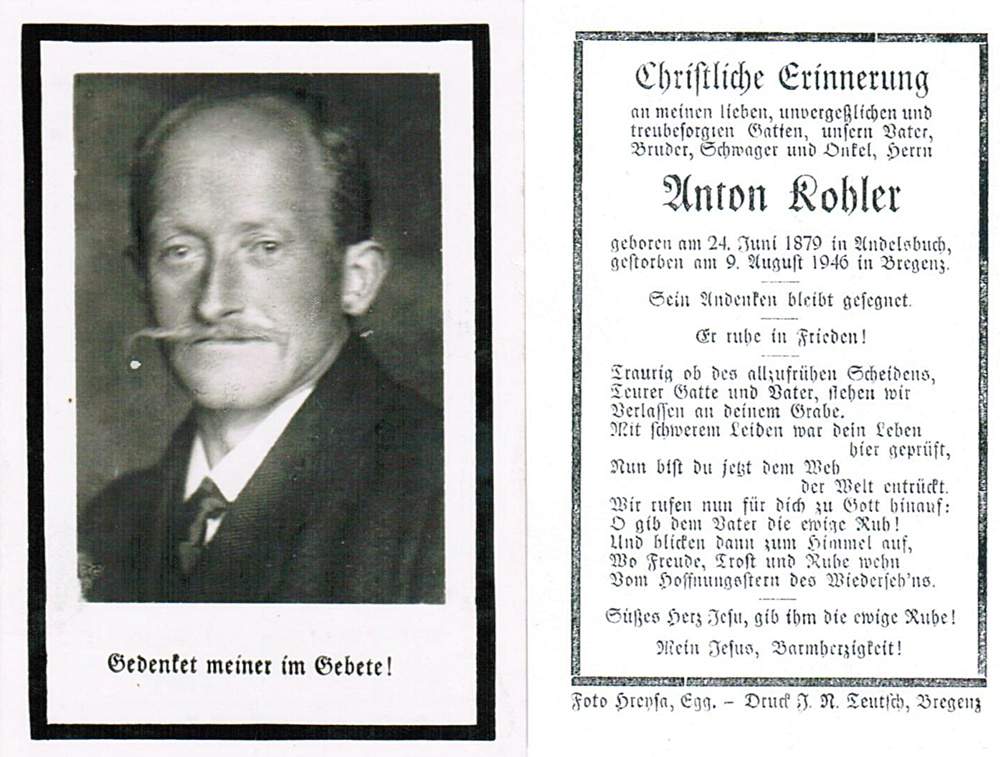 Gedenket meiner im Gebete!
Christliche Erinnerung
an meinen lieben, unvergeßlichen und
treubesorgten Gatten, unsern Vater,
Bruder, Schwager und Onkel, Herrn
Anton Kohler
geboren am 24. Juni 1879 in Andelsbuch,
gestorben am 9. August 1946 in Bregenz.
Sein Andenken bleibt gesegnet.
Er ruhe in Frieden!
Traurig ob des allzufrühen Scheidens,
Teurer Gatte und Vater, stehen wir
Verlassen an deinem Grabe.
Mit schwerem Leiden war dein Leben
hier geprüft,
Nun bist du jetzt dem Weh
der Welt entrückt.
Wir rufen nun für dich zu Gott hinauf:
O gib dem Vater die ewige Ruh!
Und blicken dann zum Himmel auf,
Wo Freude, Trost und Ruhe wehn
Vom Hoffnungsstern des Wiederseh'ns.
Süßes Herz Jesu, gib ihm die ewige Ruhe!
Mein Jesus, Barmherzigkeit!
Foto Hreysa, Egg. – Druck J. N. Teutsch, Bregenz